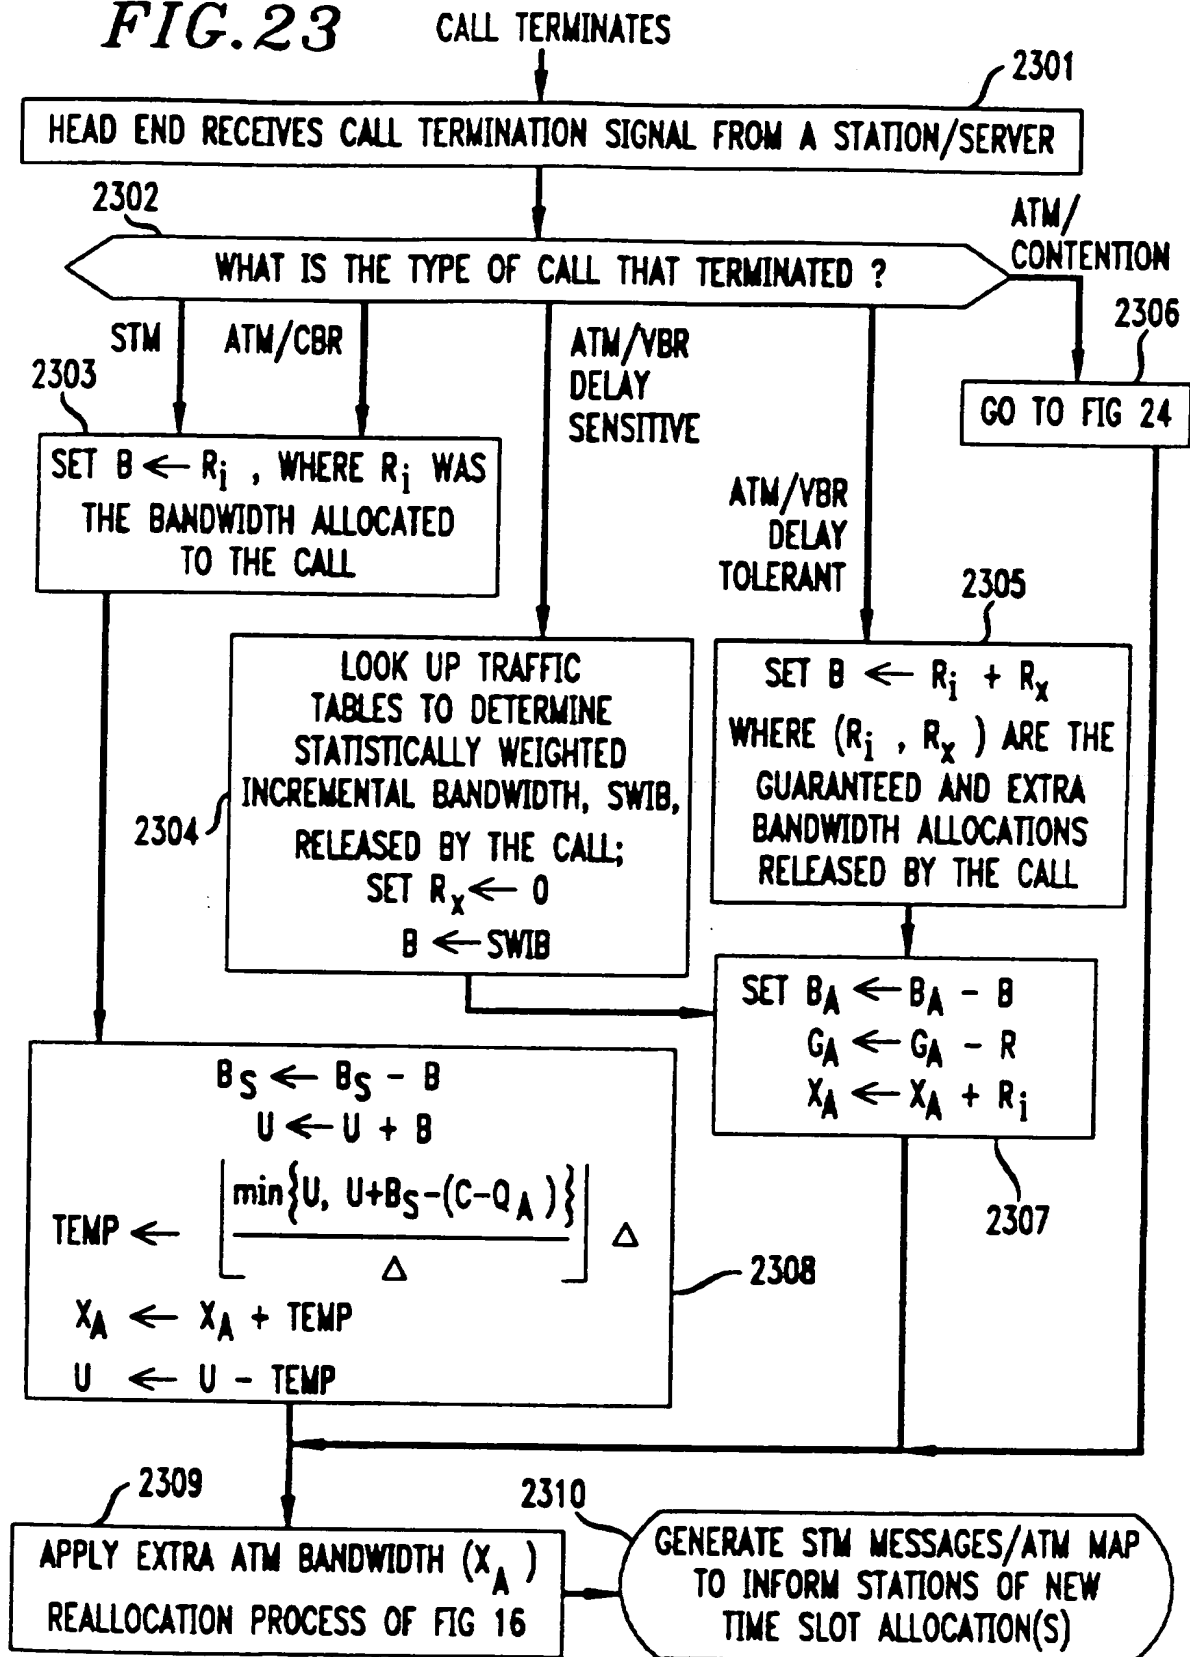 FIG.23
CALL TERMINATES
2301
HEAD END RECEIVES CALL TERMINATION SIGNAL FROM A STATION/SERVER
2302
WHAT IS THE TYPE OF CALL THAT TERMINATED ?
ATM/
CONTENTION
2306
GO TO FIG 24
STM
ATM/CBR
ATM/VBR
DELAY
SENSITIVE
ATM/VBR
DELAY
TOLERANT
2303
SET B ← Ri , WHERE Ri WAS
THE BANDWIDTH ALLOCATED
TO THE CALL
2304
LOOK UP TRAFFIC
TABLES TO DETERMINE
STATISTICALLY WEIGHTED
INCREMENTAL BANDWIDTH, SWIB,
RELEASED BY THE CALL;
SET Rx ← 0
B ← SWIB
2305
SET B ← Ri + Rx
WHERE (Ri , Rx ) ARE THE
GUARANTEED AND EXTRA
BANDWIDTH ALLOCATIONS
RELEASED BY THE CALL
SET BA ← BA - B
GA ← GA - R
XA ← XA + Ri
2307
BS ← BS - B
U ← U + B
min{U, U+BS-(C-QA )}
TEMP ← Δ
Δ
XA ← XA + TEMP
U ← U - TEMP
2308
2309
APPLY EXTRA ATM BANDWIDTH (XA )
REALLOCATION PROCESS OF FIG 16
2310
GENERATE STM MESSAGES/ATM MAP
TO INFORM STATIONS OF NEW
TIME SLOT ALLOCATION(S)